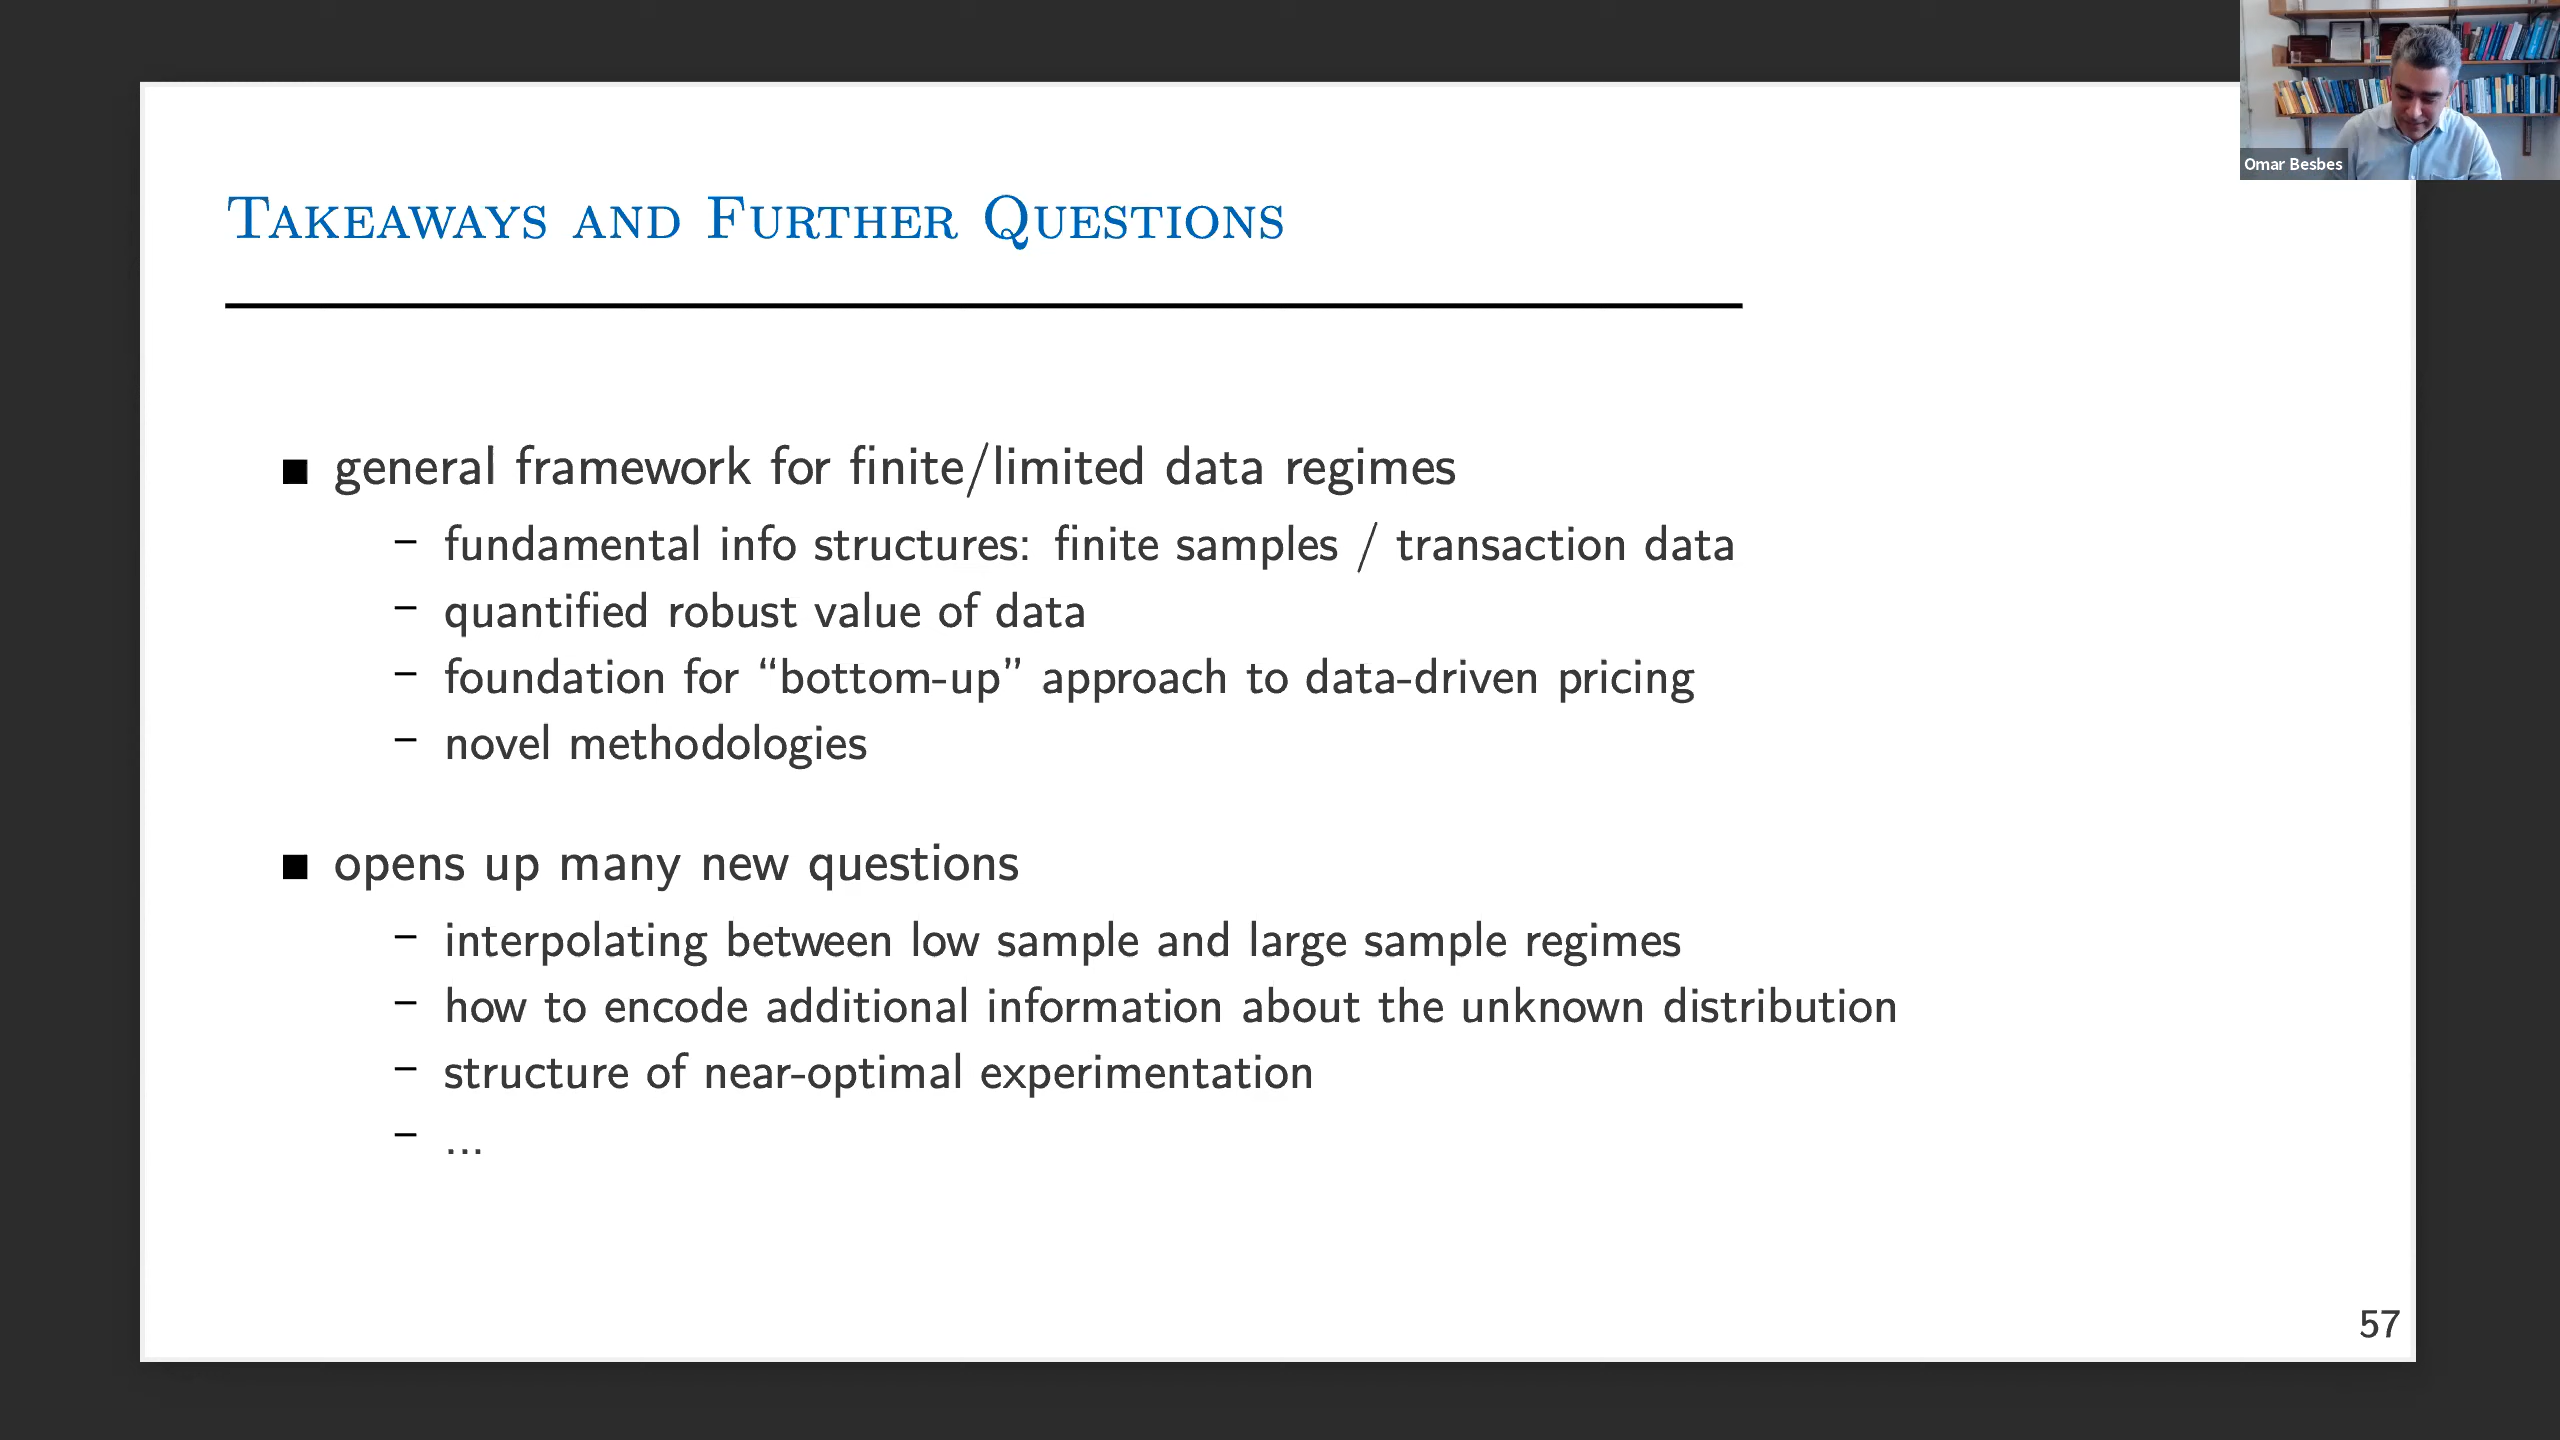 Omar Besbes
Takeaways and Further Questions
■ general framework for finite/limited data regimes
– fundamental info structures: finite samples / transaction data
– quantified robust value of data
– foundation for “bottom-up” approach to data-driven pricing
– novel methodologies
■ opens up many new questions
– interpolating between low sample and large sample regimes
– how to encode additional information about the unknown distribution
– structure of near-optimal experimentation
– ...
57